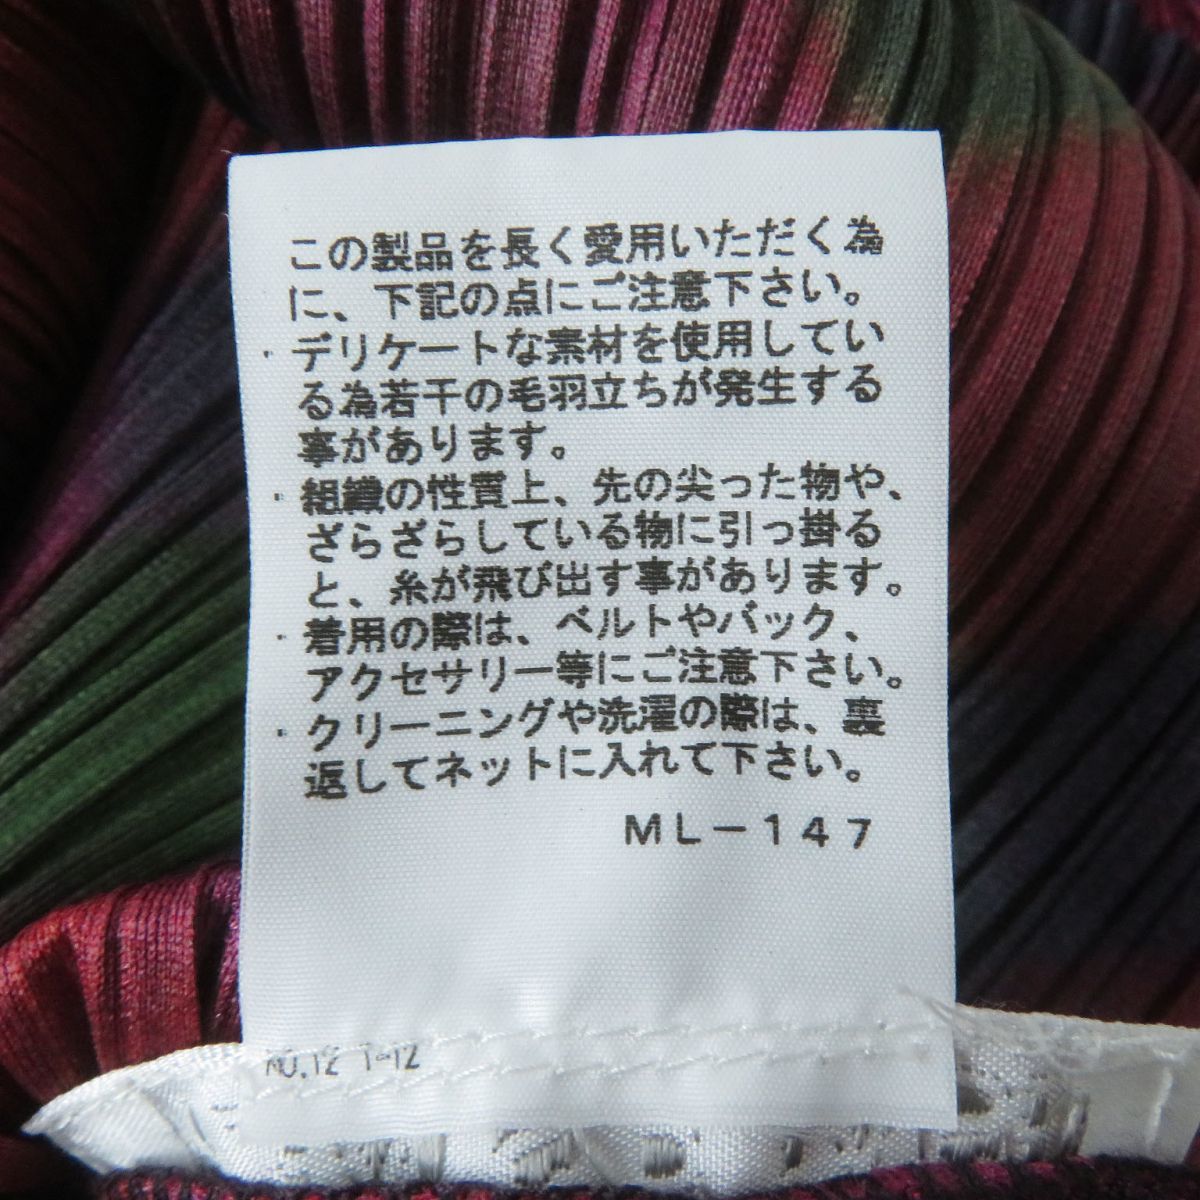 この製品を長く愛用いただく為
に、下記の点にご注意下さい。
・デリケートな素材を使用してい
る為若干の毛羽立ちが発生する
事があります。
・組織の性質上、先の尖った物や、
ざらざらしている物に引っ掛る
と、糸が飛び出す事があります。
・着用の際は、ベルトやバック、
アクセサリー等にご注意下さい。
・クリーニングや洗濯の際は、裏
返してネットに入れて下さい。
ML－147
NO.12 T-12